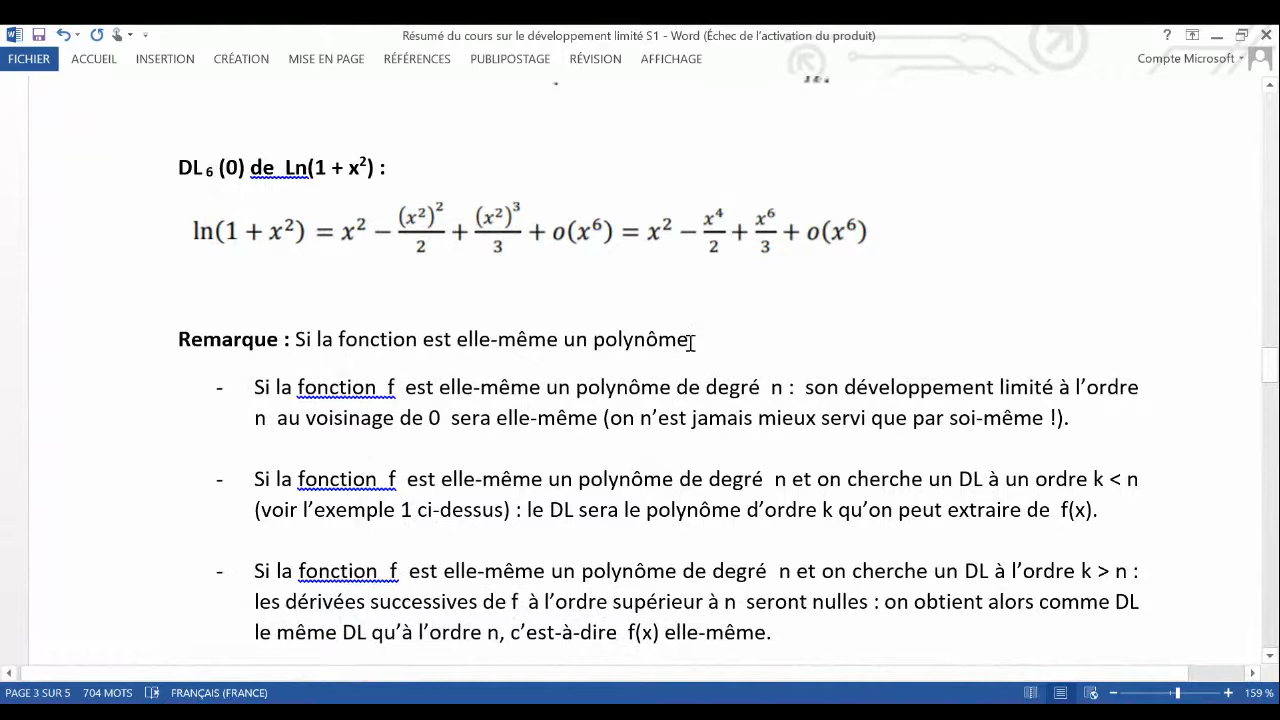 Résumé du cours sur le développement limité S1 - Word (Échec de l'activation du produit)
?
FICHIER ACCUEIL INSERTION CRÉATION MISE EN PAGE RÉFÉRENCES PUBLIPOSTAGE RÉVISION AFFICHAGE Compte Microsoft
DL ₆ (0) de Ln(1 + x²) :
ln(1 + x²) = x² − (x²)²/2 + (x²)³/3 + o(x⁶) = x² − x⁴/2 + x⁶/3 + o(x⁶)
Remarque : Si la fonction est elle-même un polynôme
- Si la fonction f est elle-même un polynôme de degré n : son développement limité à l'ordre
n au voisinage de 0 sera elle-même (on n'est jamais mieux servi que par soi-même !).
- Si la fonction f est elle-même un polynôme de degré n et on cherche un DL à un ordre k < n
(voir l'exemple 1 ci-dessus) : le DL sera le polynôme d'ordre k qu'on peut extraire de f(x).
- Si la fonction f est elle-même un polynôme de degré n et on cherche un DL à l'ordre k > n :
les dérivées successives de f à l'ordre supérieur à n seront nulles : on obtient alors comme DL
le même DL qu'à l'ordre n, c'est-à-dire f(x) elle-même.
PAGE 3 SUR 5 704 MOTS FRANÇAIS (FRANCE) 159 %